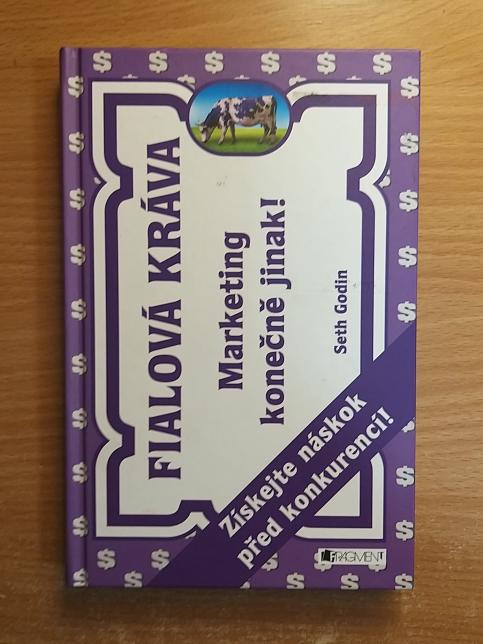 FIALOVÁ KRÁVA
Marketing
konečně jinak!
Seth Godin
Získejte náskok
před konkurencí!
FRAGMENT